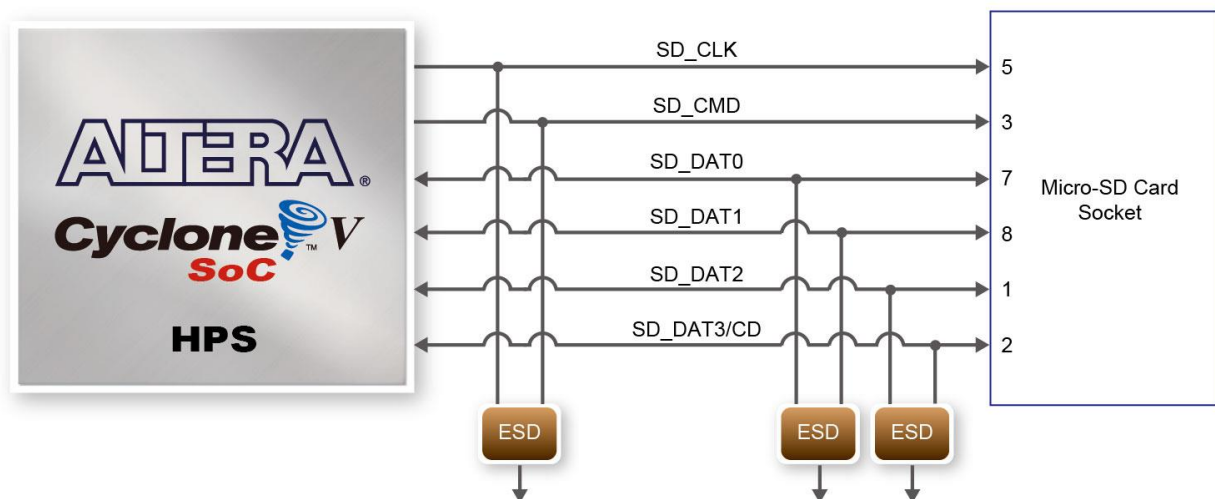 SD_CLK
5
SD_CMD
3
SD_DAT0
7
SD_DAT1
8
SD_DAT2
1
SD_DAT3/CD
2
ALTERA®
Cyclone™ V
SoC
HPS
Micro-SD Card
Socket
ESD
ESD
ESD